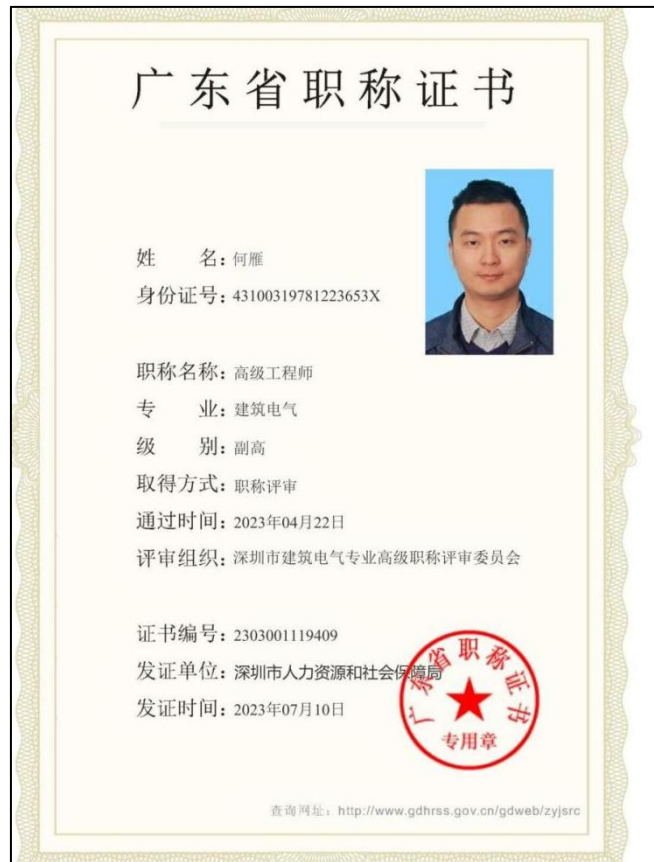 广东省职称证书
姓 名：何雁
身份证号：43100319781223653X
职称名称：高级工程师
专 业：建筑电气
级 别：副高
取得方式：职称评审
通过时间：2023年04月22日
评审组织：深圳市建筑电气专业高级职称评审委员会
证书编号：2303001119409
发证单位：深圳市人力资源和社会保障局
发证时间：2023年07月10日
广东省职称证书
专用章
查询网址：http://www.gdhrss.gov.cn/gdweb/zyjsrc